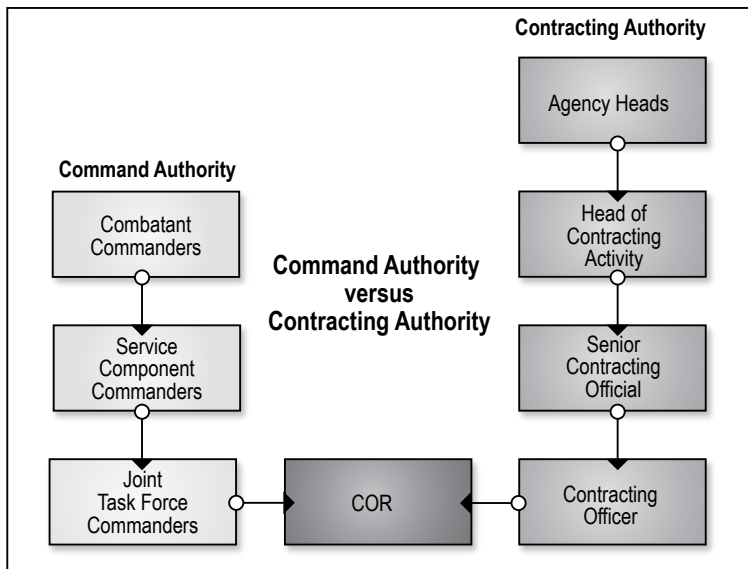 Contracting Authority
Agency Heads
Command Authority
Combatant
Commanders
Head of
Contracting
Activity
Command Authority
versus
Contracting Authority
Service
Component
Commanders
Senior
Contracting
Official
Joint
Task Force
Commanders
COR
Contracting
Officer